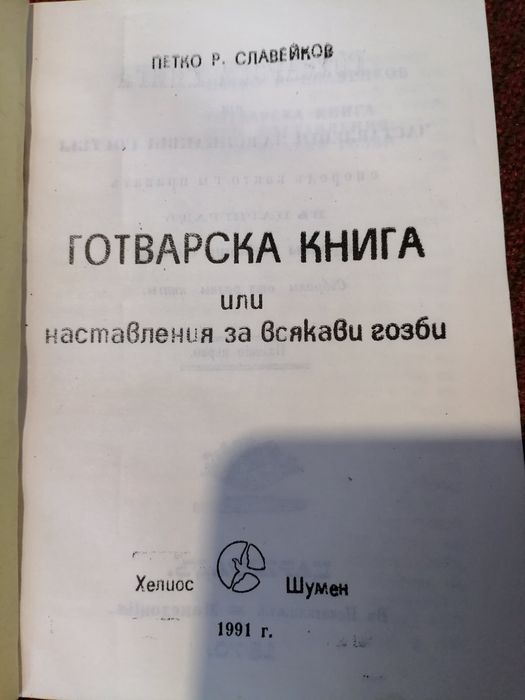 ПЕТКО Р. СЛАВЕЙКОВ
ГОТВАРСКА КНИГА
или
наставления за всякави гозби
Хелиос Шумен
1991 г.